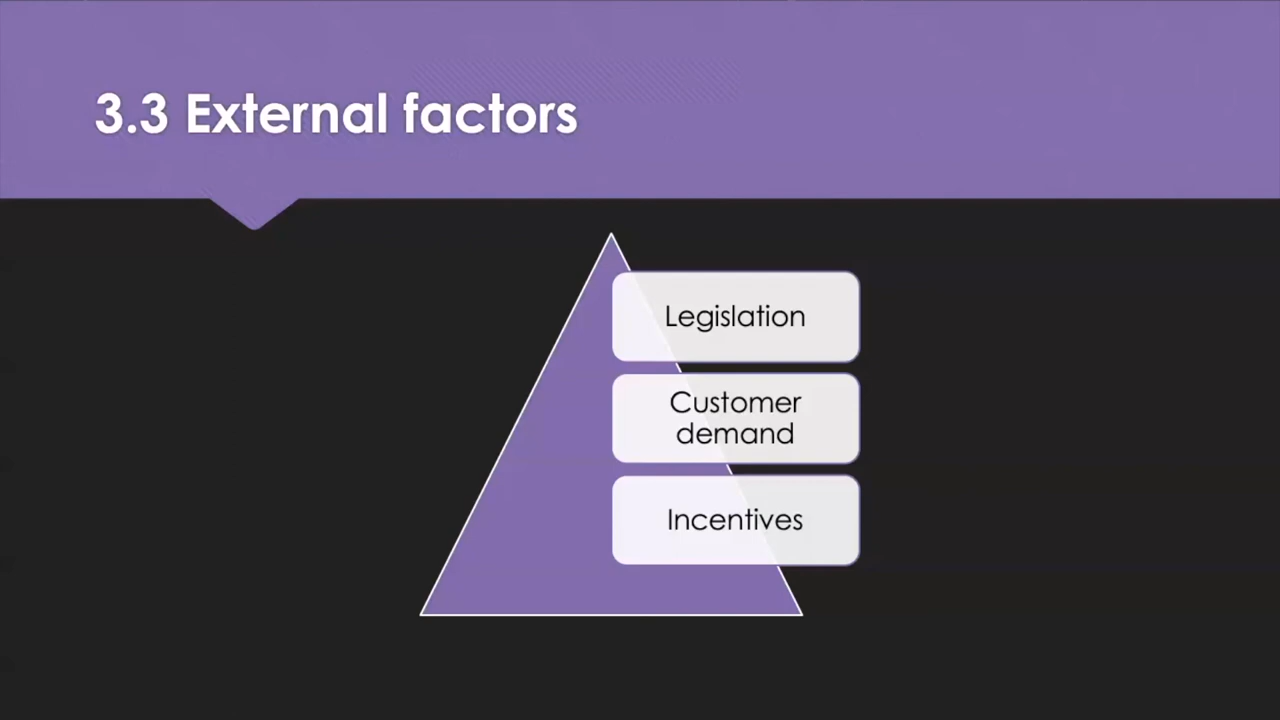 3.3 External factors
Legislation
Customer
demand
Incentives